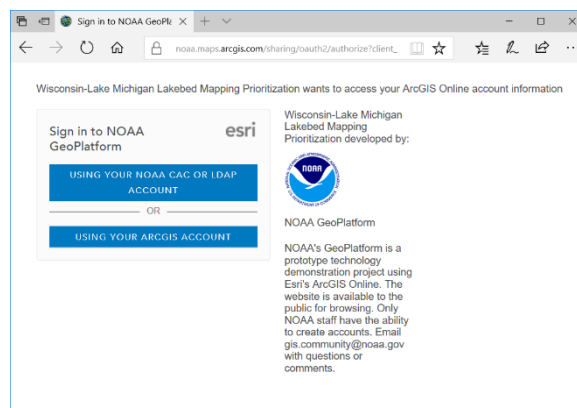 Sign in to NOAA GeoPla
noaa.maps.arcgis.com/sharing/oauth2/authorize?client_
Wisconsin-Lake Michigan Lakebed Mapping Prioritization wants to access your ArcGIS Online account information
Sign in to NOAA
GeoPlatform
esri
USING YOUR NOAA CAC OR LDAP
ACCOUNT
OR
USING YOUR ARCGIS ACCOUNT
Wisconsin-Lake Michigan
Lakebed Mapping
Prioritization developed by:
NOAA
NOAA GeoPlatform
NOAA's GeoPlatform is a
prototype technology
demonstration project using
Esri's ArcGIS Online. The
website is available to the
public for browsing. Only
NOAA staff have the ability
to create accounts. Email
gis.community@noaa.gov
with questions or
comments.